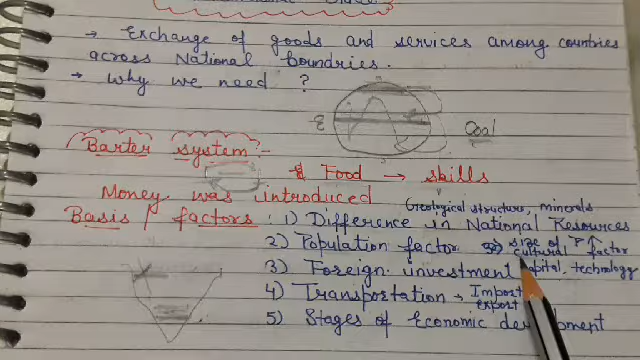 → Exchange of goods and services among countries
across National boundries.
→ Why we need ?
E
Coal
Barter system :-
Food → skills
Money was introduced
Geological structure, minerals
Basis / factors : 1) Difference in National Resources
2) Population factor size of P ↑
cultural factor
3) Foreign investment capital, technology
4) Transportation → Import
export
5) Stages of Economic development